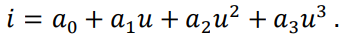 i = a₀ + a₁u + a₂u² + a₃u³ .